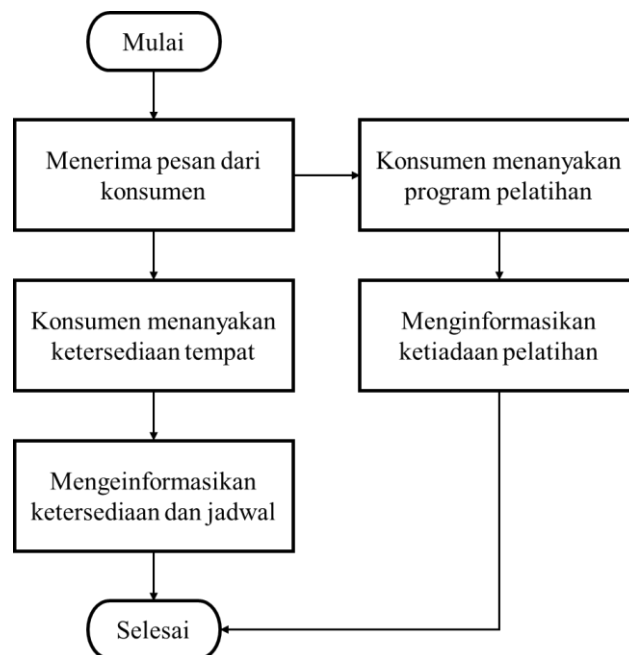 Mulai
Menerima pesan dari
konsumen
Konsumen menanyakan
program pelatihan
Konsumen menanyakan
ketersediaan tempat
Menginformasikan
ketiadaan pelatihan
Mengeinformasikan
ketersediaan dan jadwal
Selesai